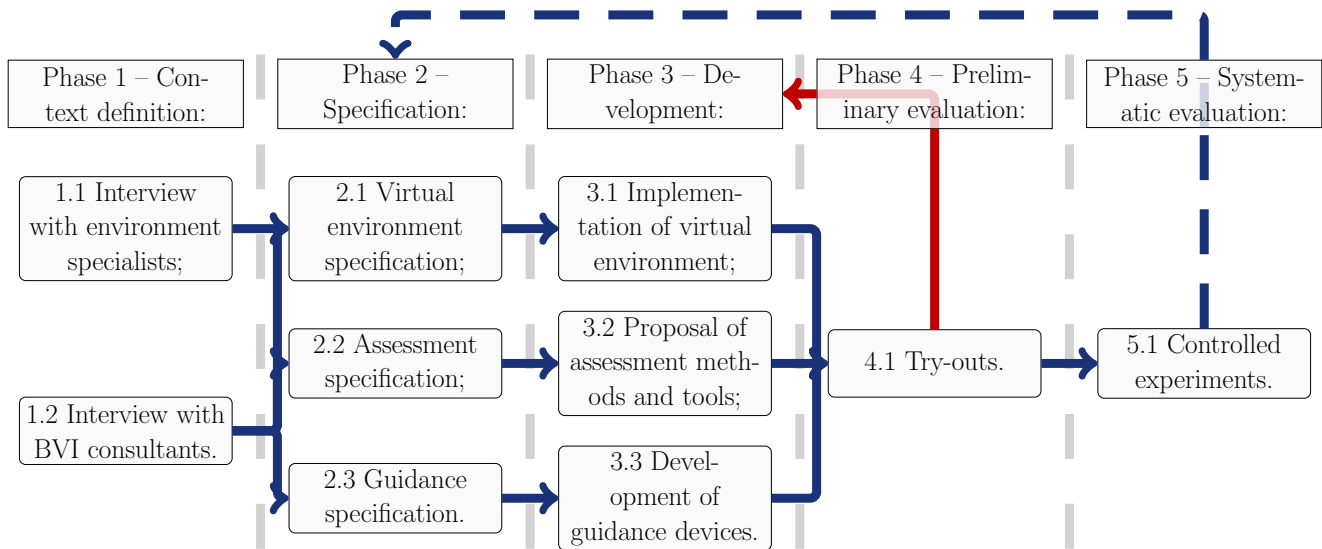 Phase 1 – Con-
text definition:
Phase 2 –
Specification:
Phase 3 – De-
velopment:
Phase 4 – Prelim-
inary evaluation:
Phase 5 – System-
atic evaluation:
1.1 Interview
with environment
specialists;
1.2 Interview with
BVI consultants.
2.1 Virtual
environment
specification;
2.2 Assessment
specification;
2.3 Guidance
specification.
3.1 Implemen-
tation of virtual
environment;
3.2 Proposal of
assessment meth-
ods and tools;
3.3 Devel-
opment of
guidance devices.
4.1 Try-outs.
5.1 Controlled
experiments.